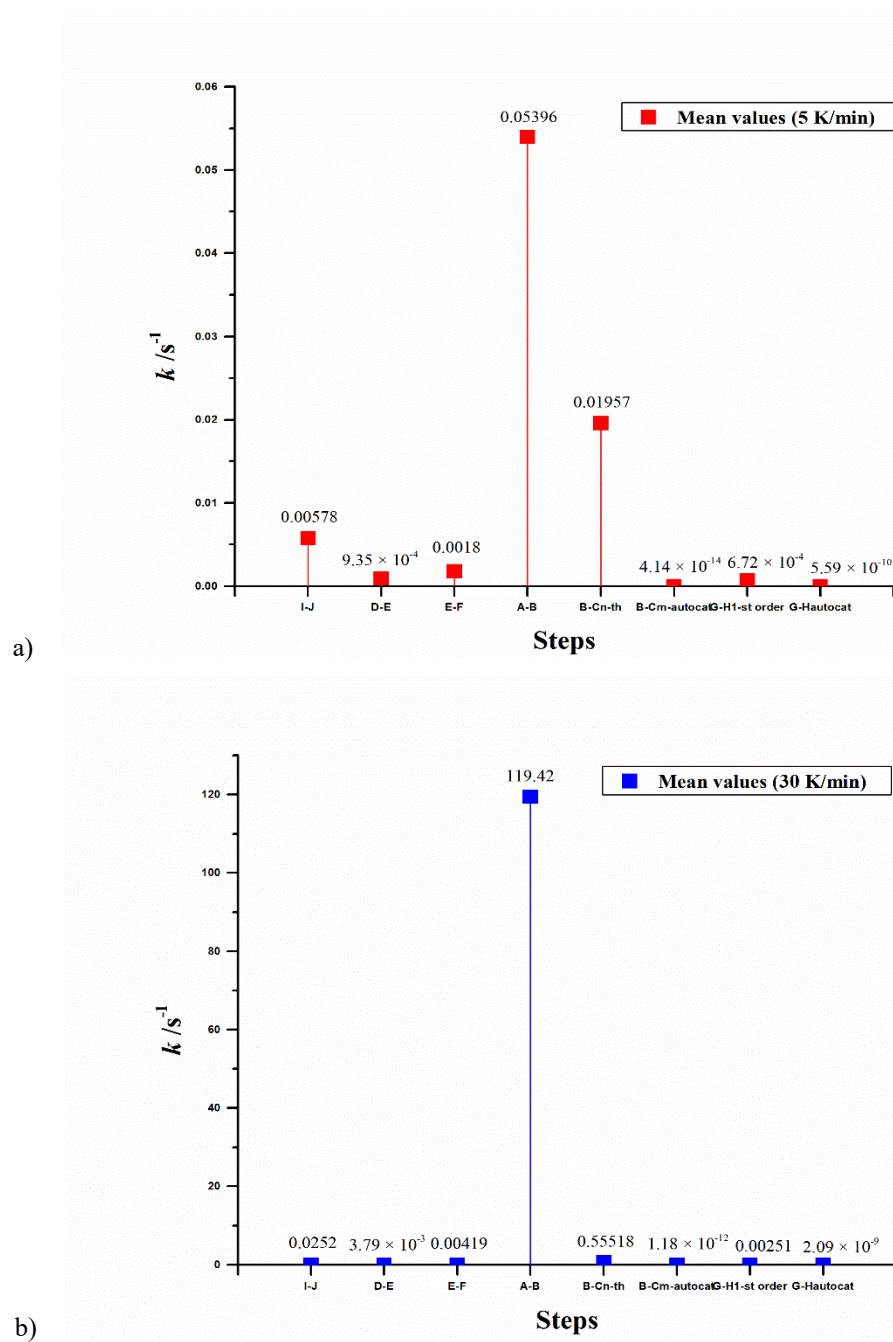 0.06
0.05396
Mean values (5 K/min)
0.05
0.04
k /s⁻¹
0.03
0.02
0.01957
0.01
0.00578
9.35 × 10⁻⁴
0.0018
4.14 × 10⁻¹⁴
6.72 × 10⁻⁴
5.59 × 10⁻¹⁰
0.00
I-J D-E E-F A-B B-Cn-th B-Cm-autocat G-H1-st order G-Hautocat
Steps
a)
119.42
Mean values (30 K/min)
120
100
80
k /s⁻¹
60
40
20
0.0252
3.79 × 10⁻³
0.00419
0.55518
1.18 × 10⁻¹²
0.00251
2.09 × 10⁻⁹
0
I-J D-E E-F A-B B-Cn-th B-Cm-autocat G-H1-st order G-Hautocat
Steps
b)